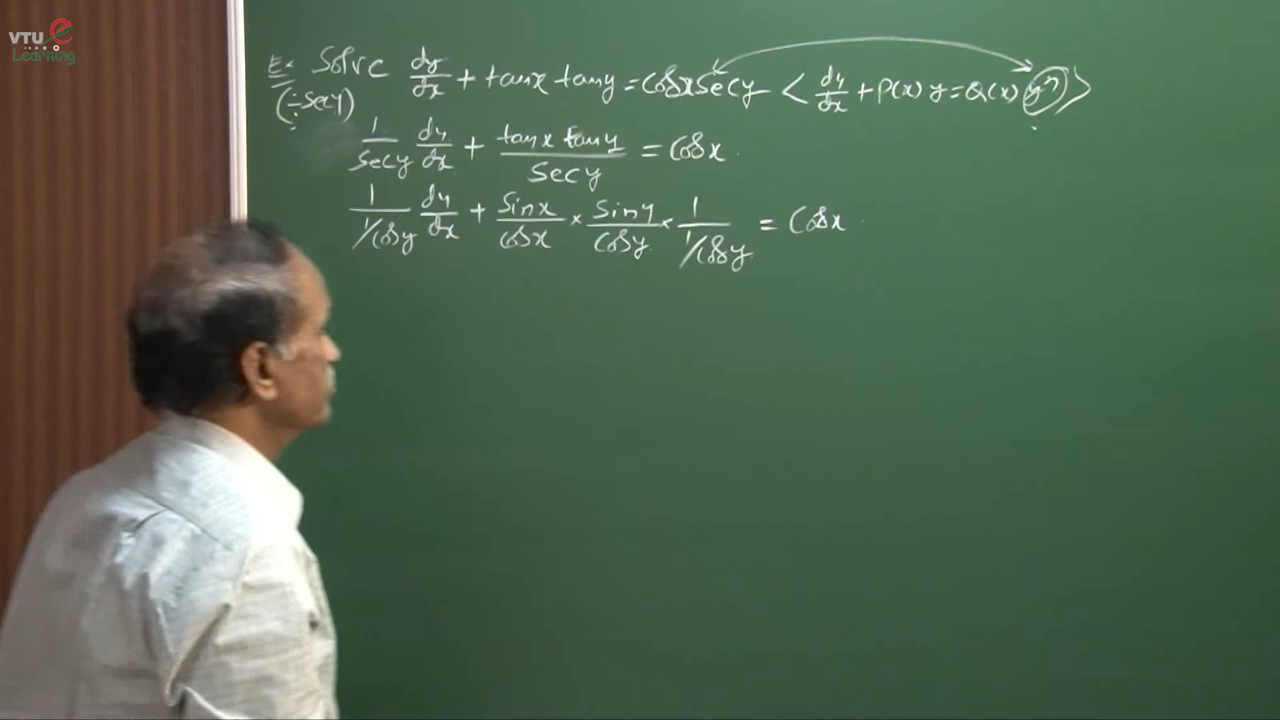 VTU e Learning
Ex Solve dy/dx + tanx tany = Cosx Secy < dy/dx + P(x) y = Q(x) y^n >
(÷Secy)
1/Secy dy/dx + tanx tany/Secy = Cosx
1/(1/Cosy) dy/dx + Sinx/Cosx × Siny/Cosy × 1/(1/Cosy) = Cosx